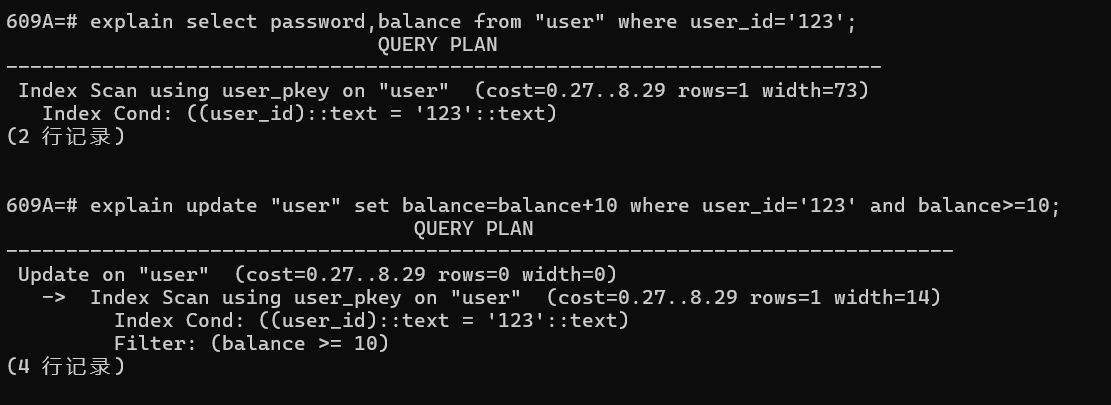 609A=# explain select password,balance from "user" where user_id='123';
QUERY PLAN
-------------------------------------------------------------------------
Index Scan using user_pkey on "user"  (cost=0.27..8.29 rows=1 width=73)
Index Cond: ((user_id)::text = '123'::text)
(2 行记录)
609A=# explain update "user" set balance=balance+10 where user_id='123' and balance>=10;
QUERY PLAN
-------------------------------------------------------------------------------
Update on "user"  (cost=0.27..8.29 rows=0 width=0)
->  Index Scan using user_pkey on "user"  (cost=0.27..8.29 rows=1 width=14)
Index Cond: ((user_id)::text = '123'::text)
Filter: (balance >= 10)
(4 行记录)